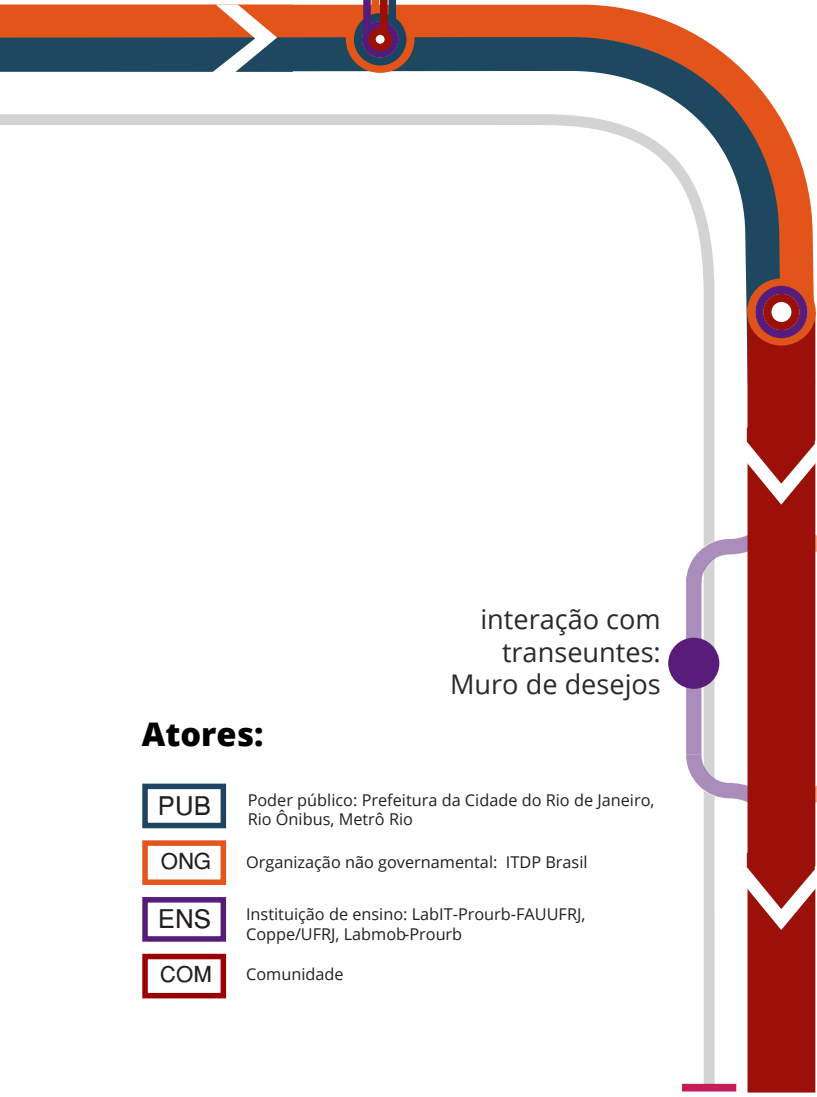 interação com
transeuntes:
Muro de desejos
Atores:
PUB
Poder público: Prefeitura da Cidade do Rio de Janeiro,
Rio Ônibus, Metrô Rio
ONG
Organização não governamental: ITDP Brasil
ENS
Instituição de ensino: LabIT-Prourb-FAUUFRJ,
Coppe/UFRJ, Labmob-Prourb
COM
Comunidade